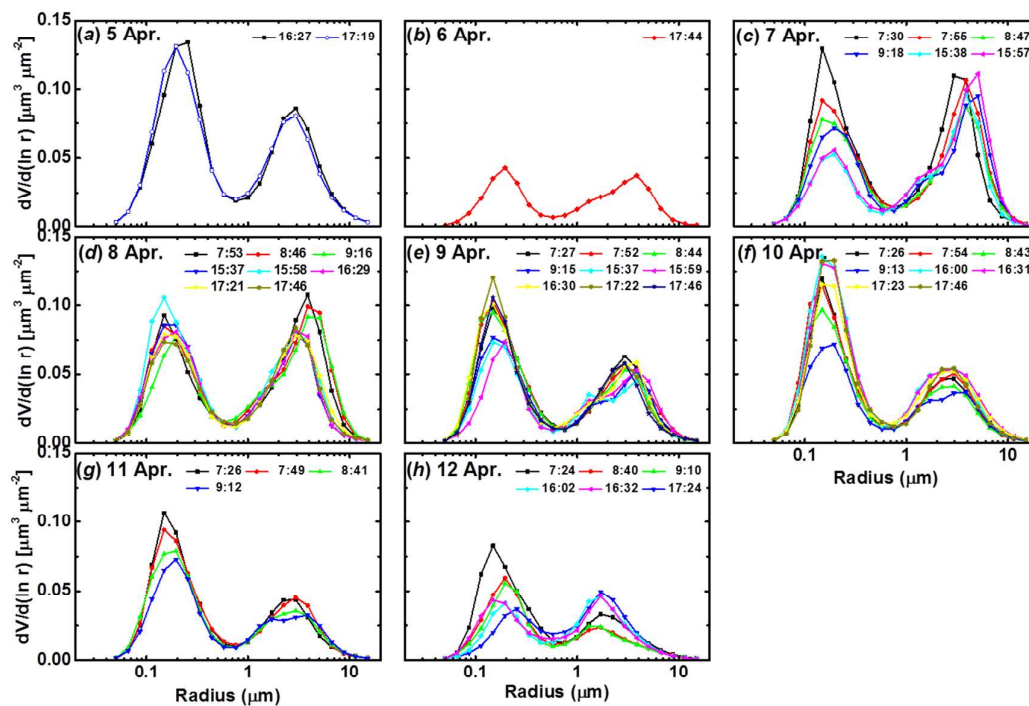 (a) 5 Apr.
16:27 17:19
(b) 6 Apr.
17:44
(c) 7 Apr.
7:30 7:55 8:47
9:18 15:38 15:57
dV/d(ln r) [μm³ μm⁻²]
0.15
0.10
0.05
0.00
(d) 8 Apr.
7:53 8:46 9:16
15:37 15:58 16:29
17:21 17:46
(e) 9 Apr.
7:27 7:52 8:44
9:15 15:37 15:59
16:30 17:22 17:46
(f) 10 Apr.
7:26 7:54 8:43
9:13 16:00 16:31
17:23 17:46
dV/d((ln r) [μm³ μm⁻²]
0.15
0.10
0.05
0.00
0.1 1 10
Radius (μm)
(g) 11 Apr.
7:26 7:49 8:41
9:12
(h) 12 Apr.
7:24 8:40 9:10
16:02 16:32 17:24
dV/d((ln r) [μm³ μm⁻²]
0.15
0.10
0.05
0.00
0.1 1 10
Radius (μm)
0.1 1 10
Radius (μm)